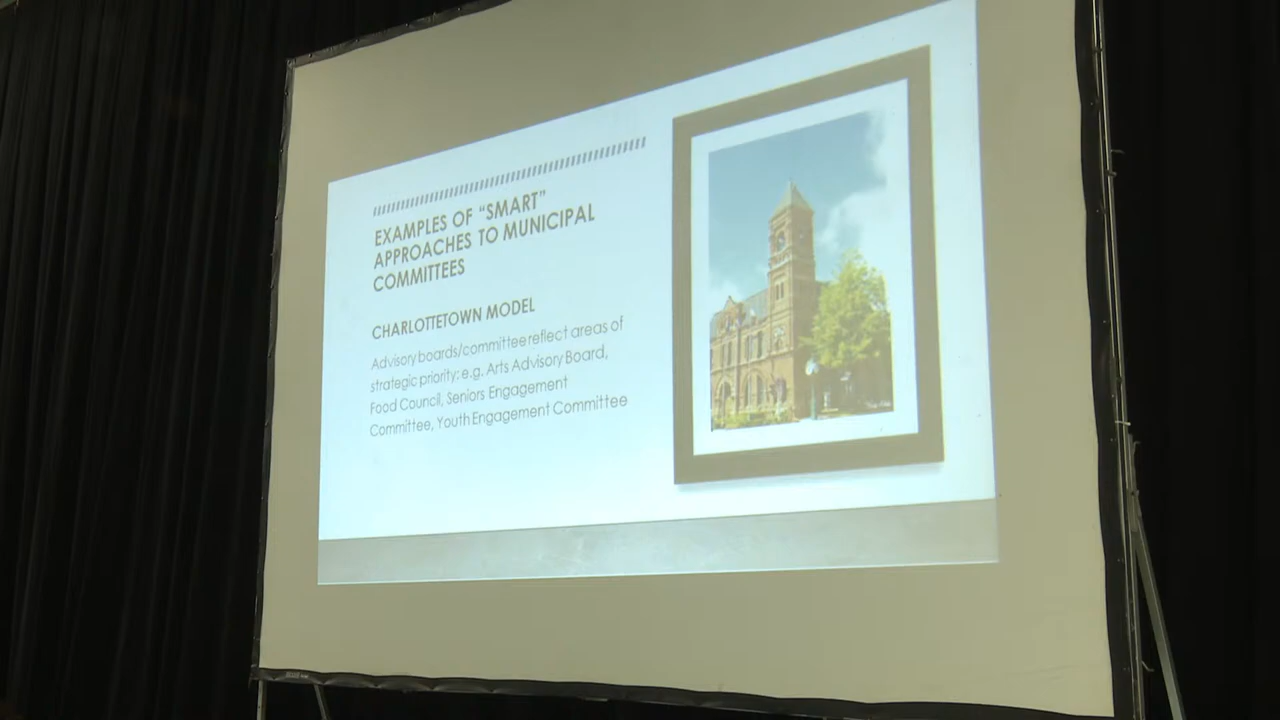 EXAMPLES OF “SMART”
APPROACHES TO MUNICIPAL
COMMITTEES
CHARLOTTETOWN MODEL
Advisory boards/committee reflect areas of
strategic priority: e.g. Arts Advisory Board,
Food Council, Seniors Engagement
Committee, Youth Engagement Committee